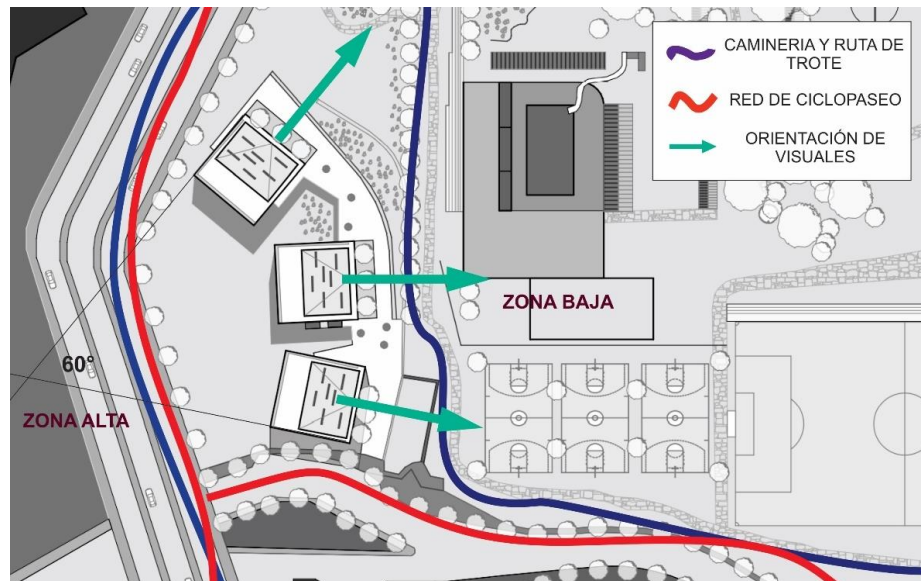 CAMINERIA Y RUTA DE
TROTE
RED DE CICLOPASEO
ORIENTACIÓN DE
VISUALES
ZONA BAJA
60°
ZONA ALTA